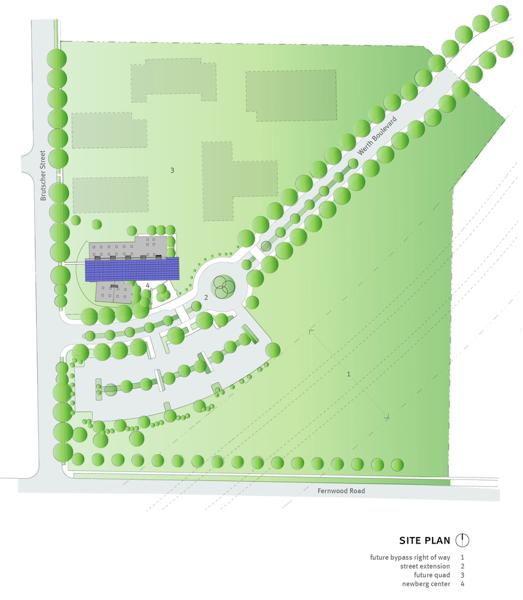 Werth Boulevard
Brutscher Street
3
4
2
1
Fernwood Road
SITE PLAN
future bypass right of way 1
street extension 2
future quad 3
newberg center 4